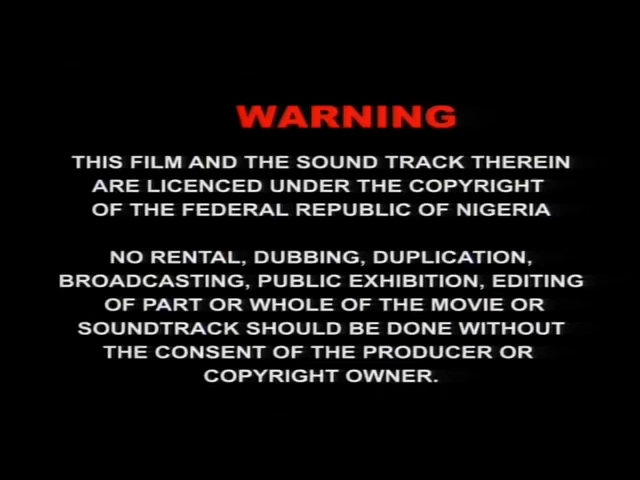 WARNING
THIS FILM AND THE SOUND TRACK THEREIN
ARE LICENCED UNDER THE COPYRIGHT
OF THE FEDERAL REPUBLIC OF NIGERIA
NO RENTAL, DUBBING, DUPLICATION,
BROADCASTING, PUBLIC EXHIBITION, EDITING
OF PART OR WHOLE OF THE MOVIE OR
SOUNDTRACK SHOULD BE DONE WITHOUT
THE CONSENT OF THE PRODUCER OR
COPYRIGHT OWNER.